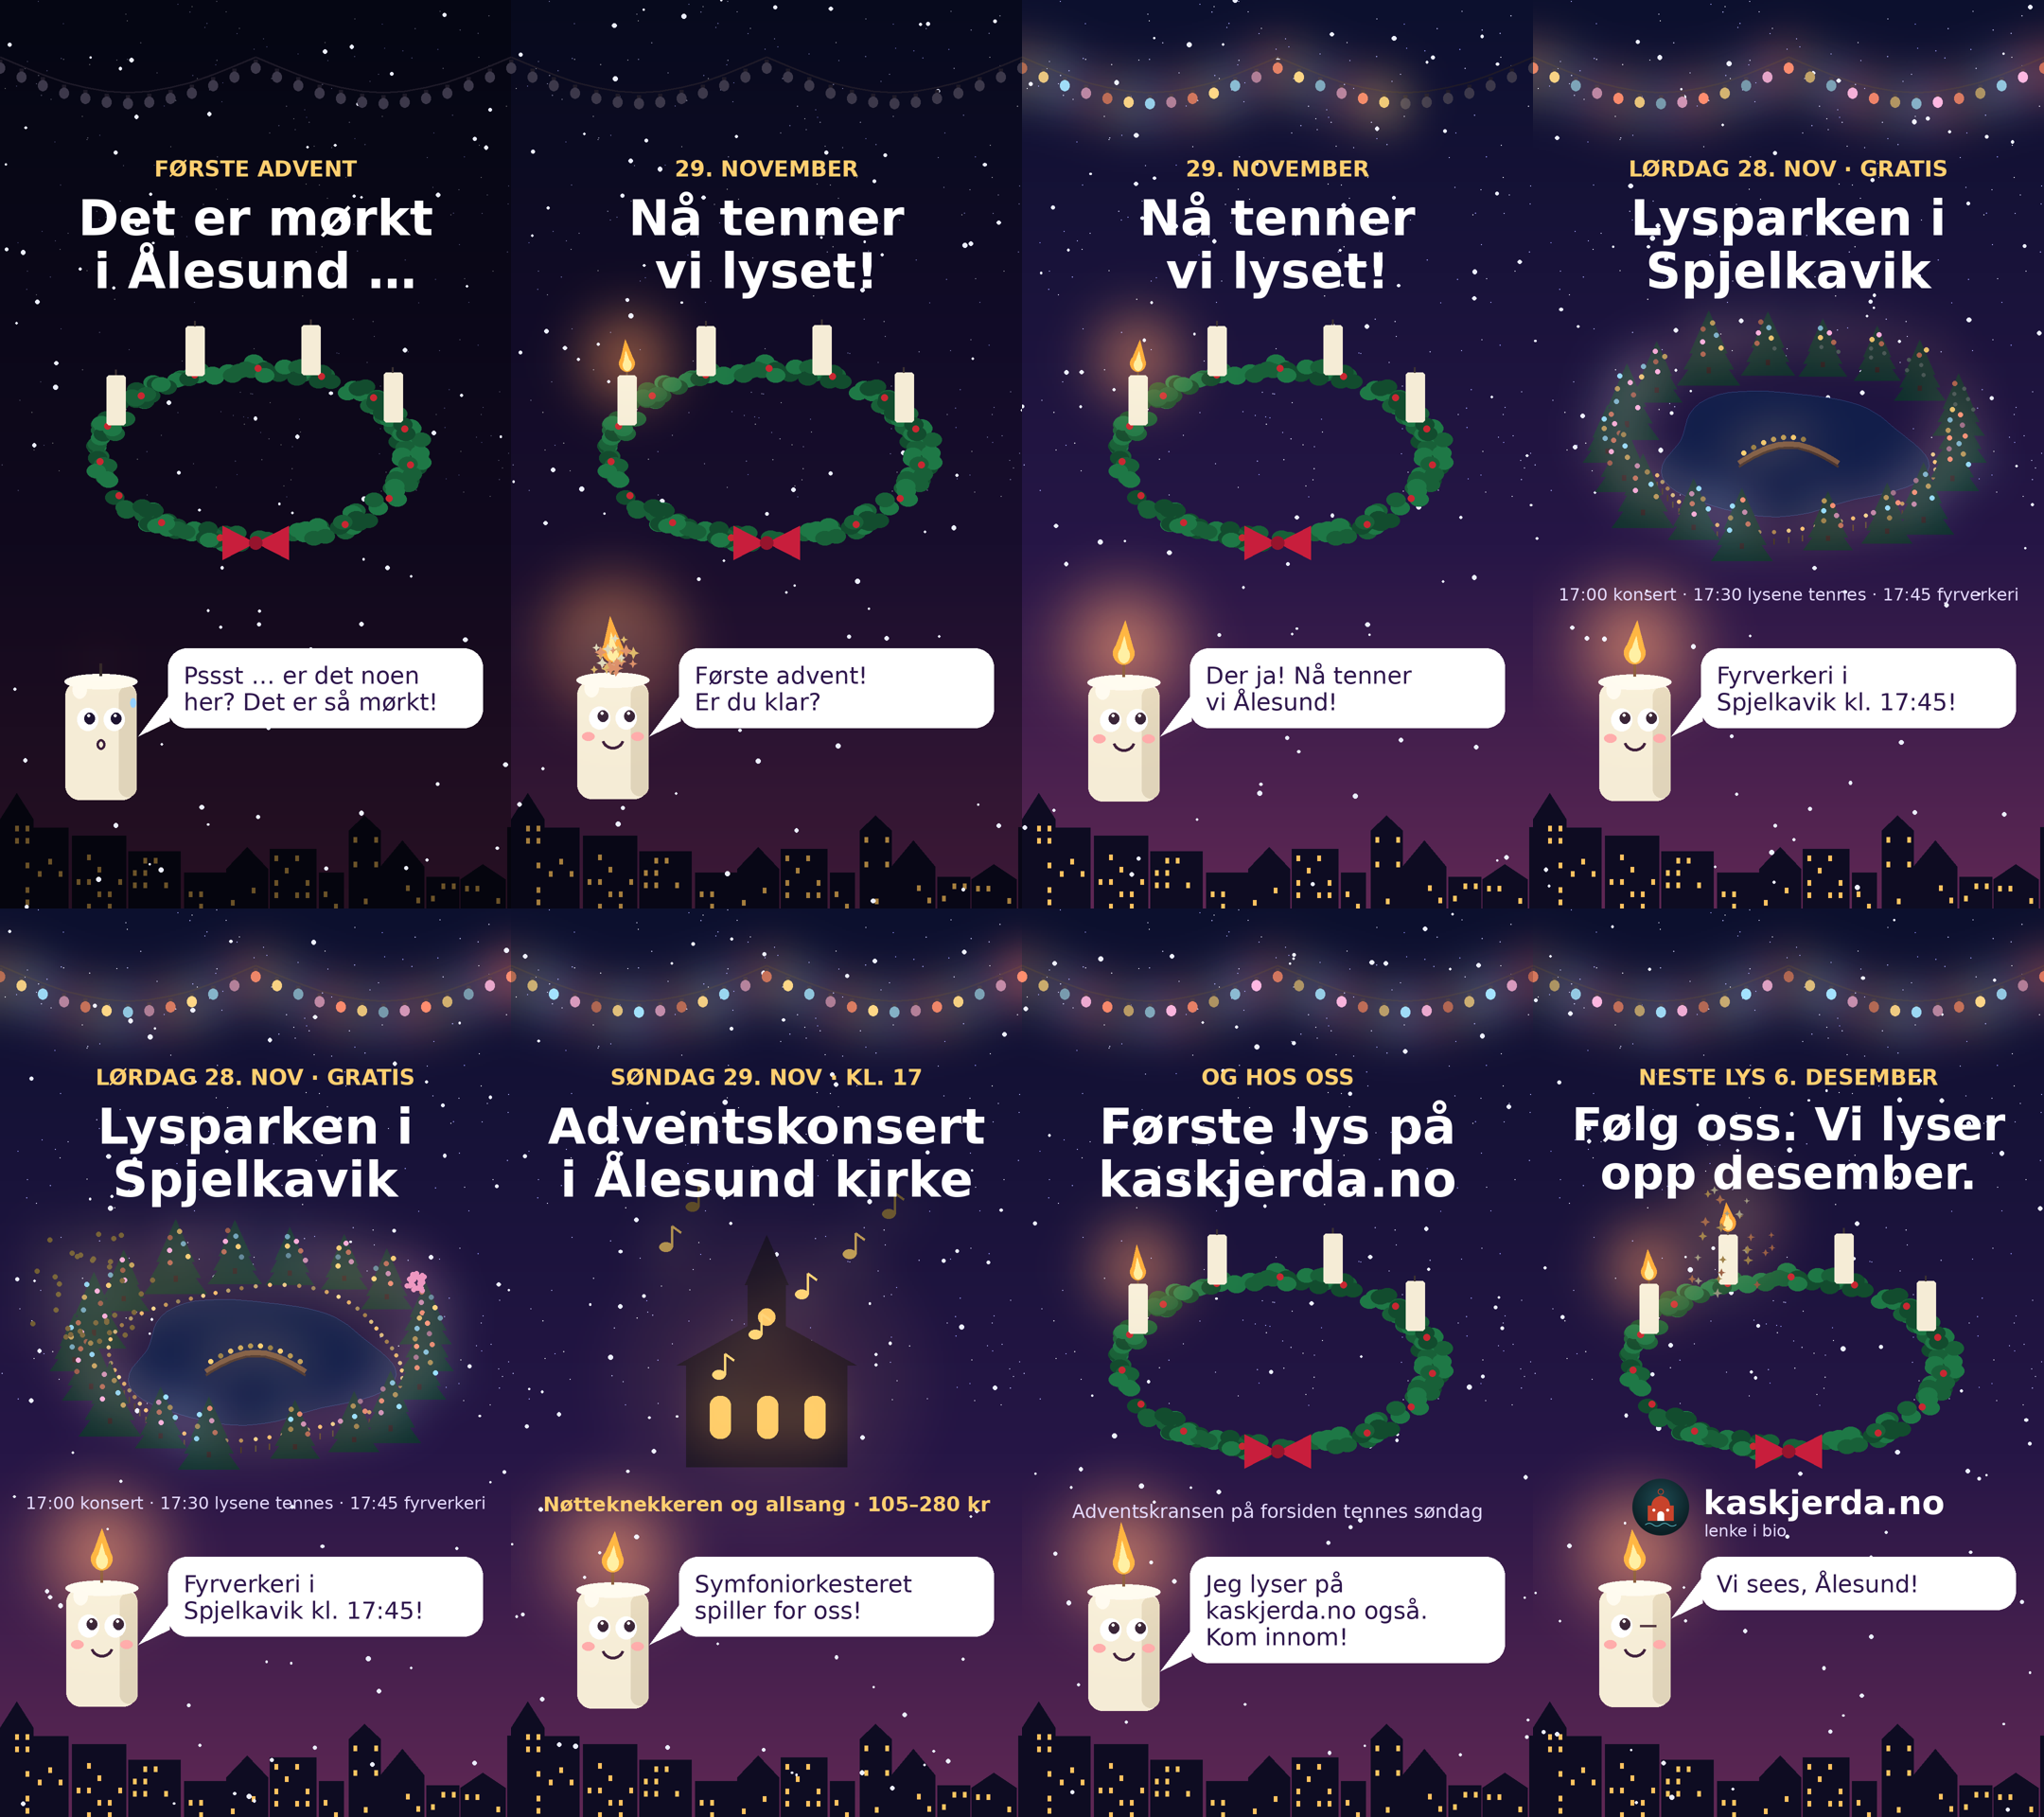 FØRSTE ADVENT
Det er mørkt
i Ålesund ...
Pssst ... er det noen
her? Det er så mørkt!
29. NOVEMBER
Nå tenner
vi lyset!
Første advent!
Er du klar?
29. NOVEMBER
Nå tenner
vi lyset!
Der ja! Nå tenner
vi Ålesund!
LØRDAG 28. NOV · GRATIS
Lysparken i
Spjelkavik
17:00 konsert · 17:30 lysene tennes · 17:45 fyrverkeri
Fyrverkeri i
Spjelkavik kl. 17:45!
LØRDAG 28. NOV · GRATIS
Lysparken i
Spjelkavik
17:00 konsert · 17:30 lysene tennes · 17:45 fyrverkeri
Fyrverkeri i
Spjelkavik kl. 17:45!
SØNDAG 29. NOV · KL. 17
Adventskonsert
i Ålesund kirke
Nøtteknekkeren og allsang · 105–280 kr
Symfoniorkesteret
spiller for oss!
OG HOS OSS
Første lys på
kaskjerda.no
Adventskransen på forsiden tennes søndag
Jeg lyser på
kaskjerda.no også.
Kom innom!
NESTE LYS 6. DESEMBER
Følg oss. Vi lyser
opp desember.
kaskjerda.no
lenke i bio
Vi sees, Ålesund!